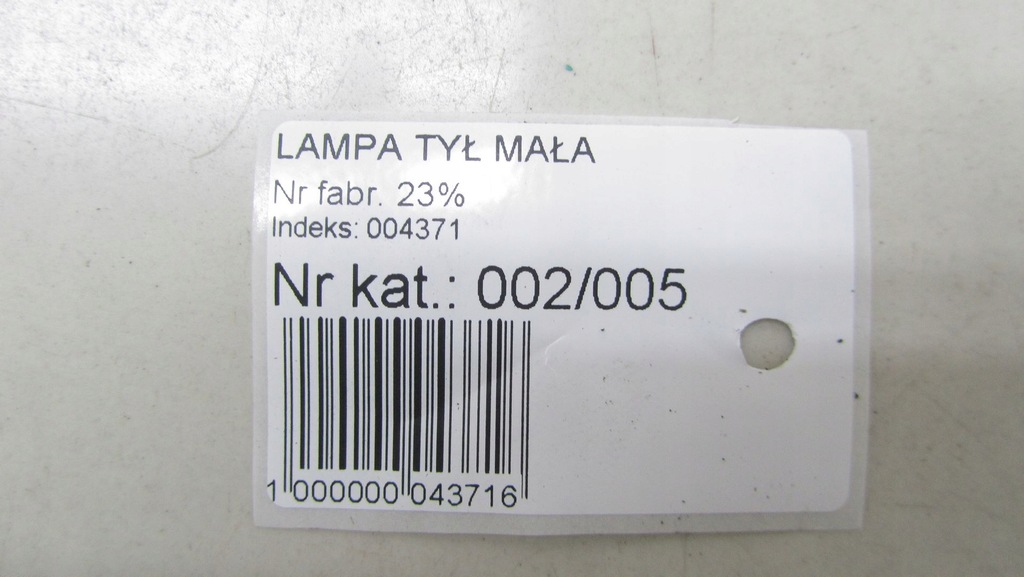 LAMPA TYŁ MAŁA
Nr fabr. 23%
Indeks: 004371
Nr kat.: 002/005
1 000000 043716